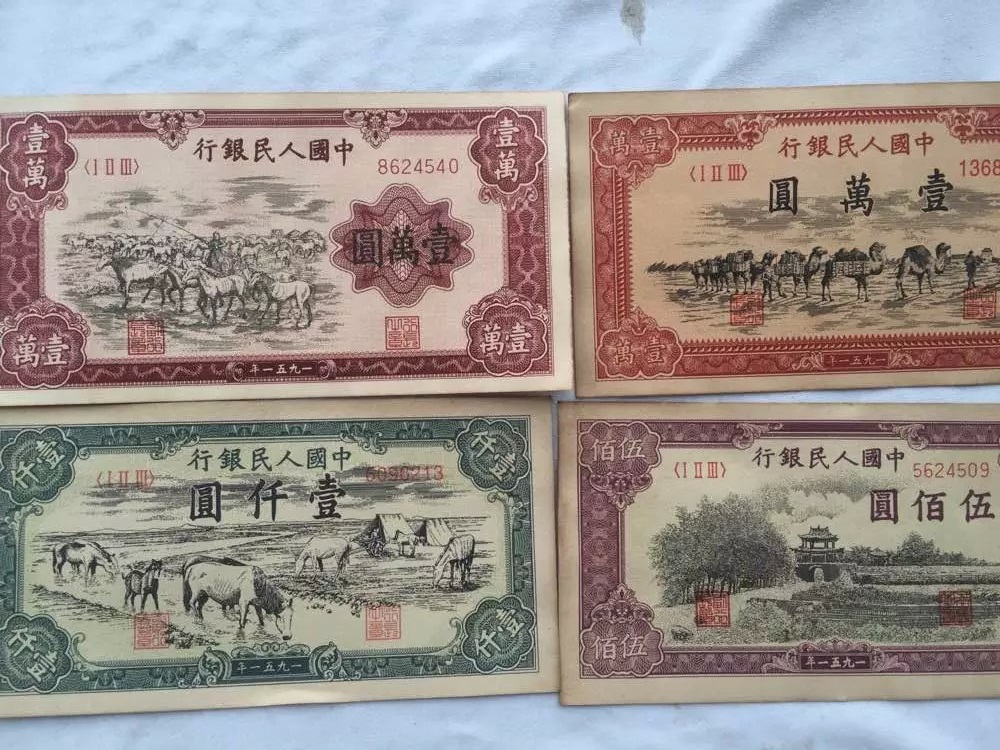 中國人民銀行
壹萬
壹萬
〈I II III〉
8624540
壹萬圓
壹萬
壹萬
一九五一年
中國人民銀行
壹萬
〈I II III〉
1368
壹萬圓
壹萬
一九五一年
中國人民銀行
壹仟
壹仟
〈I II III〉
壹仟圓
壹仟
壹仟
一九五一年
中國人民銀行
伍佰
〈I II III〉
5624509
伍佰圓
伍佰
一九五一年